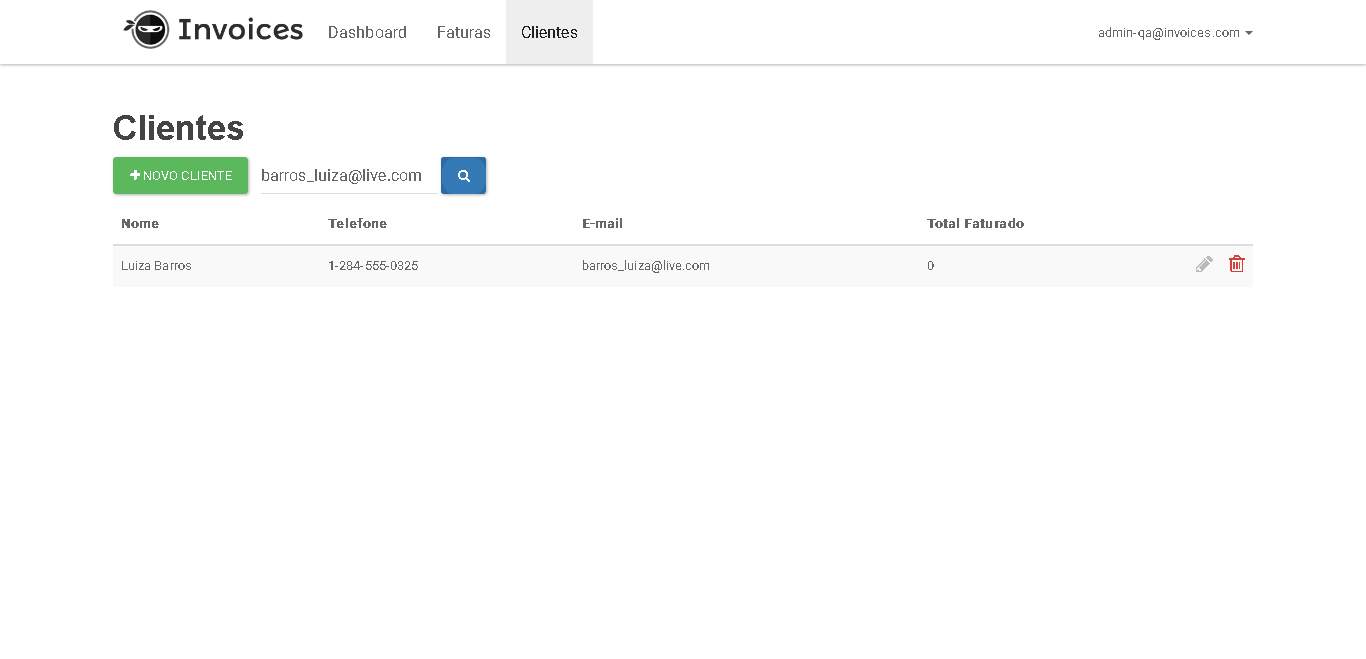 Invoices Dashboard Faturas Clientes admin-qa@invoices.com
Clientes
NOVO CLIENTE barros_luiza@live.com
Nome Telefone E-mail Total Faturado
Luiza Barros 1-284-555-0325 barros_luiza@live.com 0